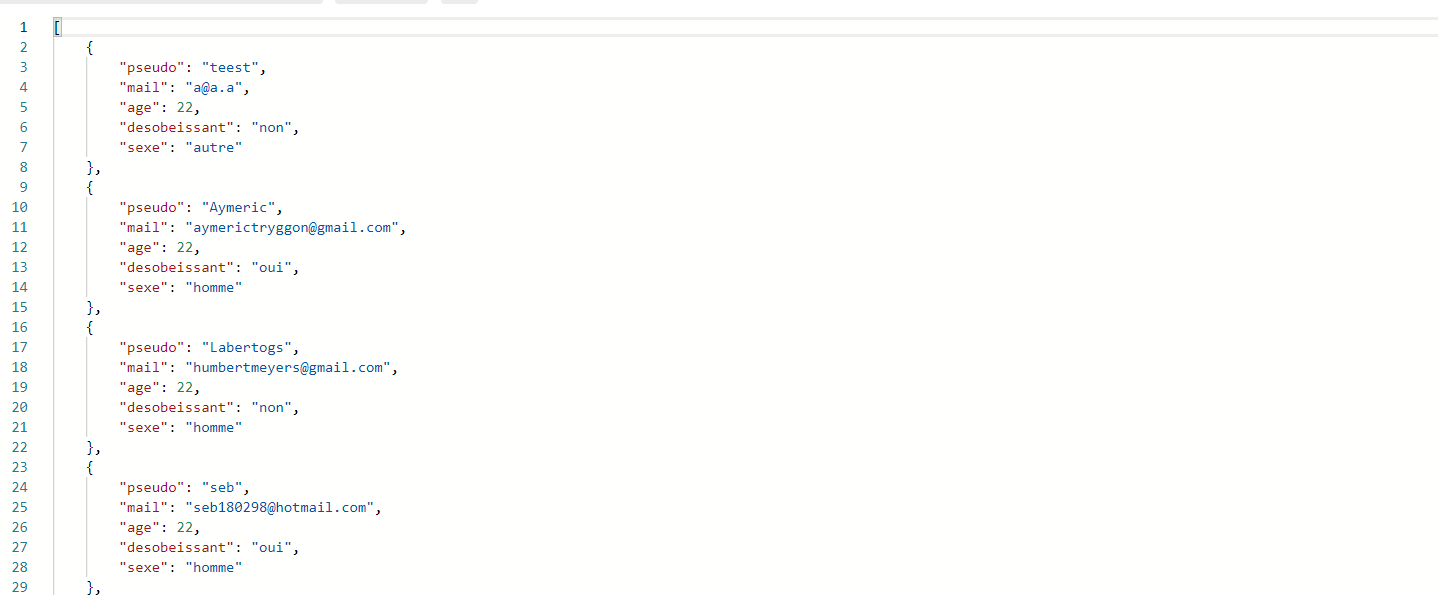 1 [
2 {
3 "pseudo": "teest",
4 "mail": "a@a.a",
5 "age": 22,
6 "desobeissant": "non",
7 "sexe": "autre"
8 },
9 {
10 "pseudo": "Aymeric",
11 "mail": "aymerictryggon@gmail.com",
12 "age": 22,
13 "desobeissant": "oui",
14 "sexe": "homme"
15 },
16 {
17 "pseudo": "Labertogs",
18 "mail": "humbertmeyers@gmail.com",
19 "age": 22,
20 "desobeissant": "non",
21 "sexe": "homme"
22 },
23 {
24 "pseudo": "seb",
25 "mail": "seb180298@hotmail.com",
26 "age": 22,
27 "desobeissant": "oui",
28 "sexe": "homme"
29 },